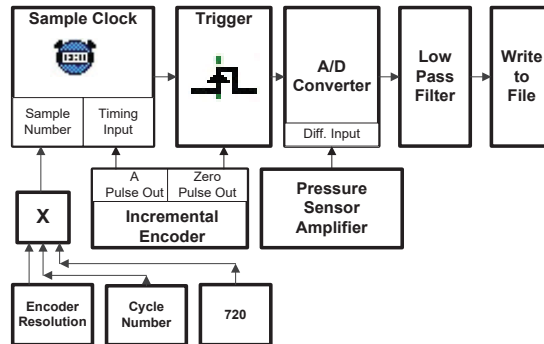 Sample Clock
Trigger
A/D
Converter
Low
Pass
Filter
Write
to
File
Sample
Number
Timing
Input
Diff. Input
A
Pulse Out
Zero
Pulse Out
Incremental
Encoder
Pressure
Sensor
Amplifier
X
Encoder
Resolution
Cycle
Number
720